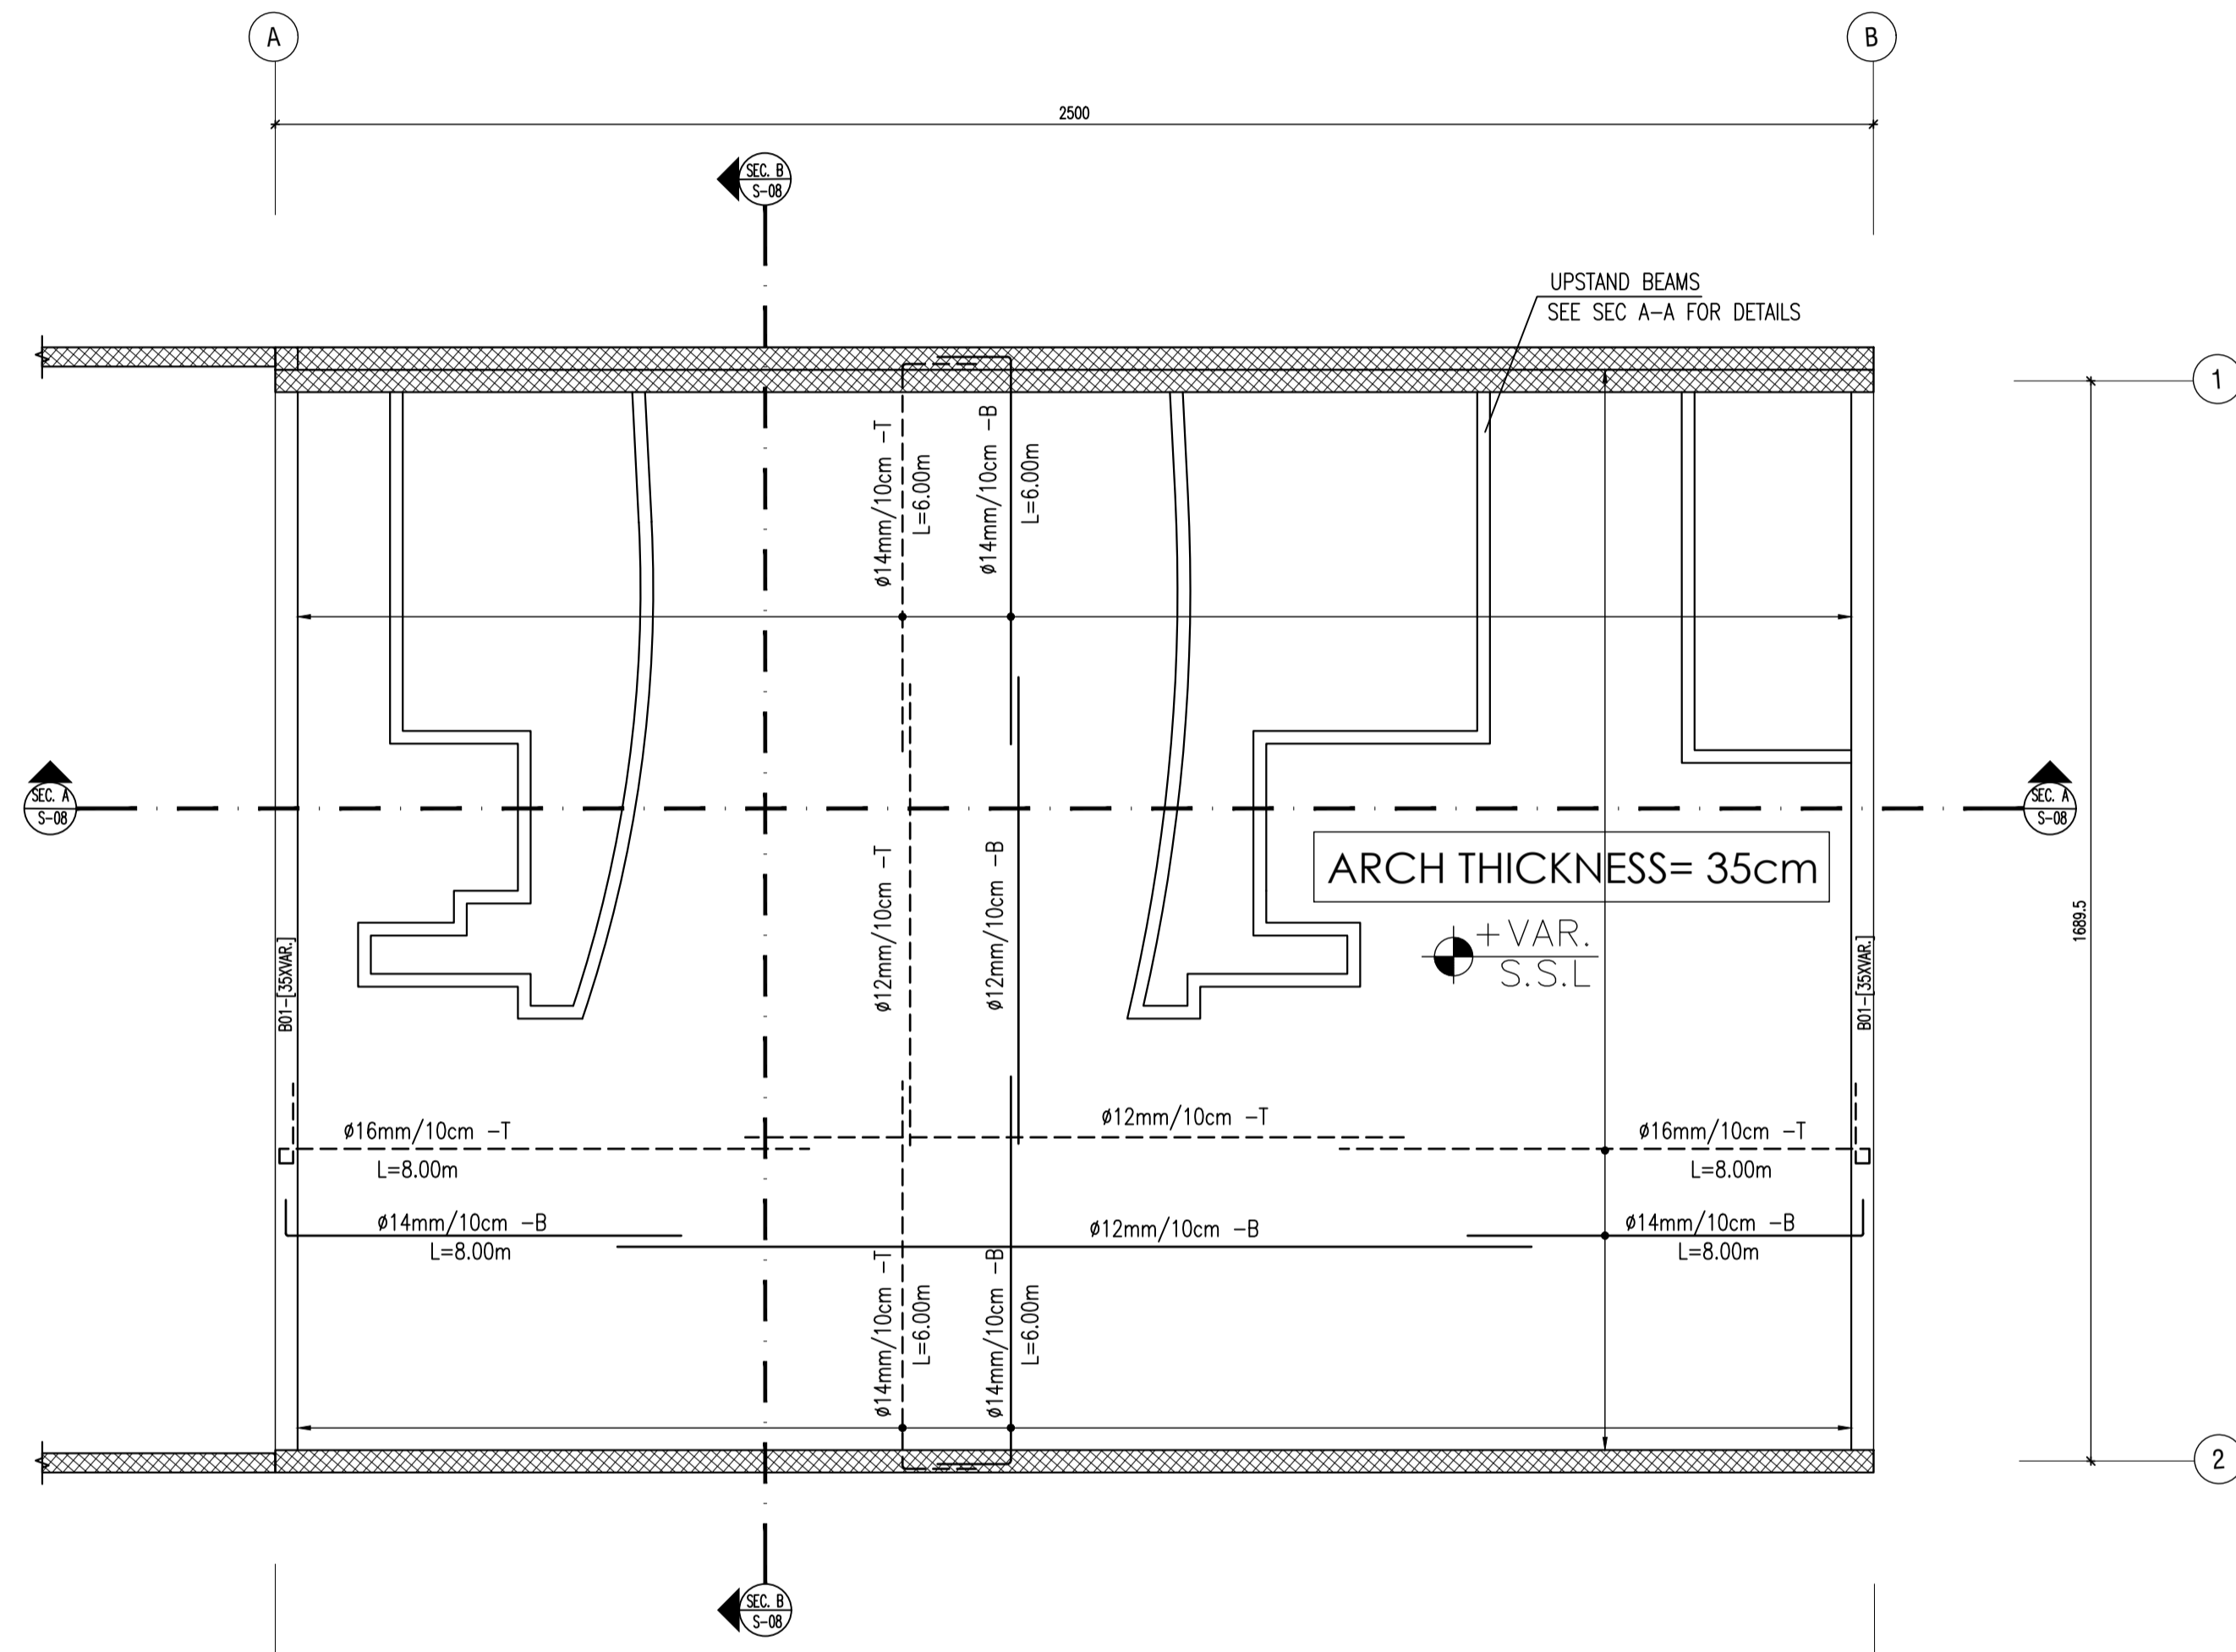 A
B
2500
SEC. B
S-08
UPSTAND BEAMS
SEE SEC A-A FOR DETAILS
1
ø14mm/10cm -T
L=6.00m
ø14mm/10cm -B
L=6.00m
SEC. A
S-08
SEC. A
S-08
ø12mm/10cm -T
ø12mm/10cm -B
ARCH THICKNESS= 35cm
+VAR.
S.S.L
1689.5
B01-[35XVAR.]
B01-[35XVAR.]
ø16mm/10cm -T
L=8.00m
ø12mm/10cm -T
ø16mm/10cm -T
L=8.00m
ø14mm/10cm -B
L=8.00m
ø12mm/10cm -B
ø14mm/10cm -B
L=8.00m
ø14mm/10cm -T
L=6.00m
ø14mm/10cm -B
L=6.00m
2
SEC. B
S-08